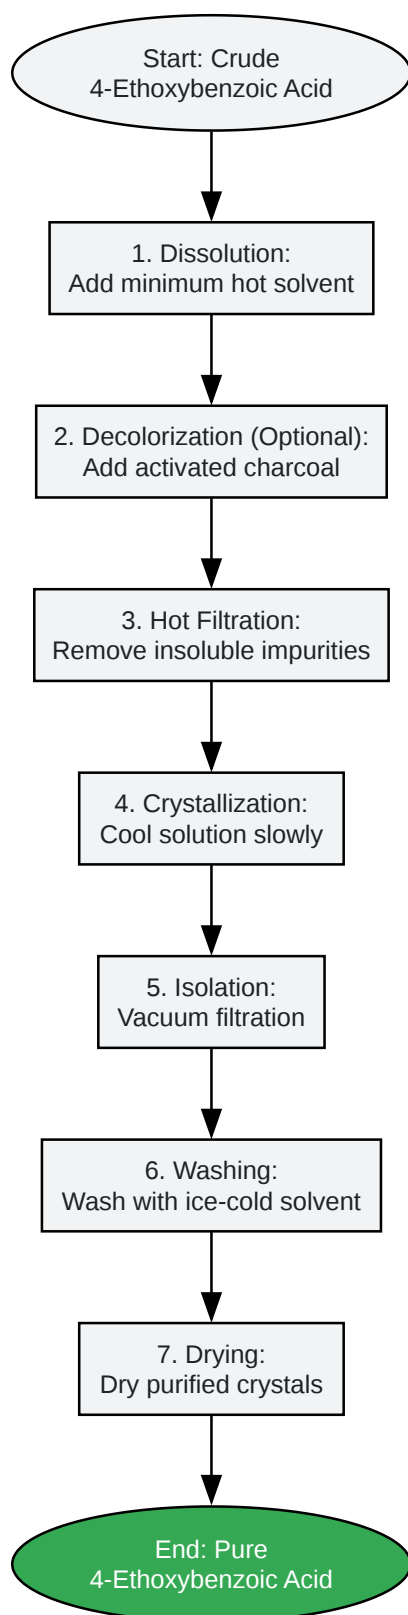 Start: Crude
4-Ethoxybenzoic Acid
1. Dissolution:
Add minimum hot solvent
2. Decolorization (Optional):
Add activated charcoal
3. Hot Filtration:
Remove insoluble impurities
4. Crystallization:
Cool solution slowly
5. Isolation:
Vacuum filtration
6. Washing:
Wash with ice-cold solvent
7. Drying:
Dry purified crystals
End: Pure
4-Ethoxybenzoic Acid